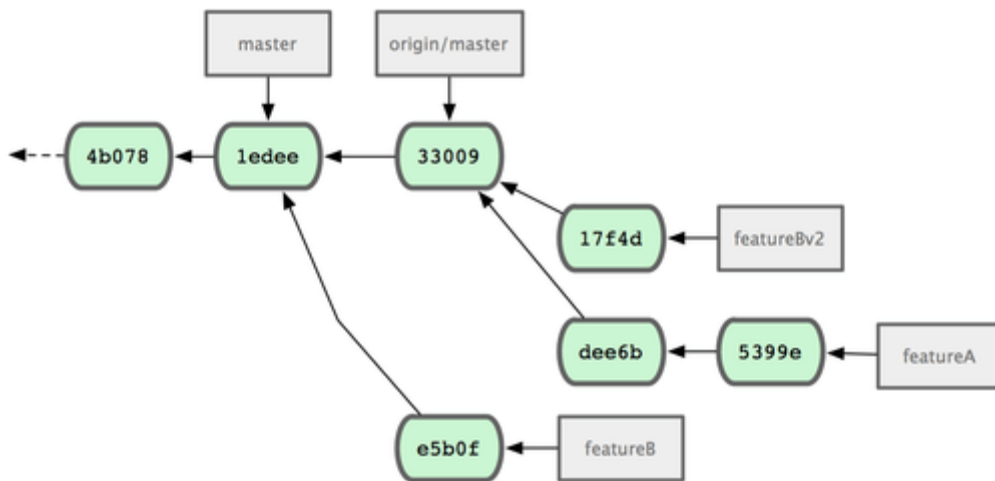 master
origin/master
4b078
1edee
33009
17f4d
featureBv2
dee6b
5399e
featureA
e5b0f
featureB